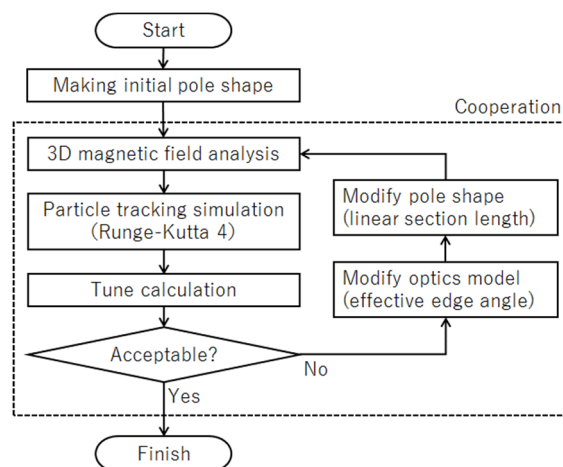 Start
Making initial pole shape
Cooperation
3D magnetic field analysis
Particle tracking simulation
(Runge-Kutta 4)
Tune calculation
Acceptable?
No
Yes
Modify optics model
(effective edge angle)
Modify pole shape
(linear section length)
Finish